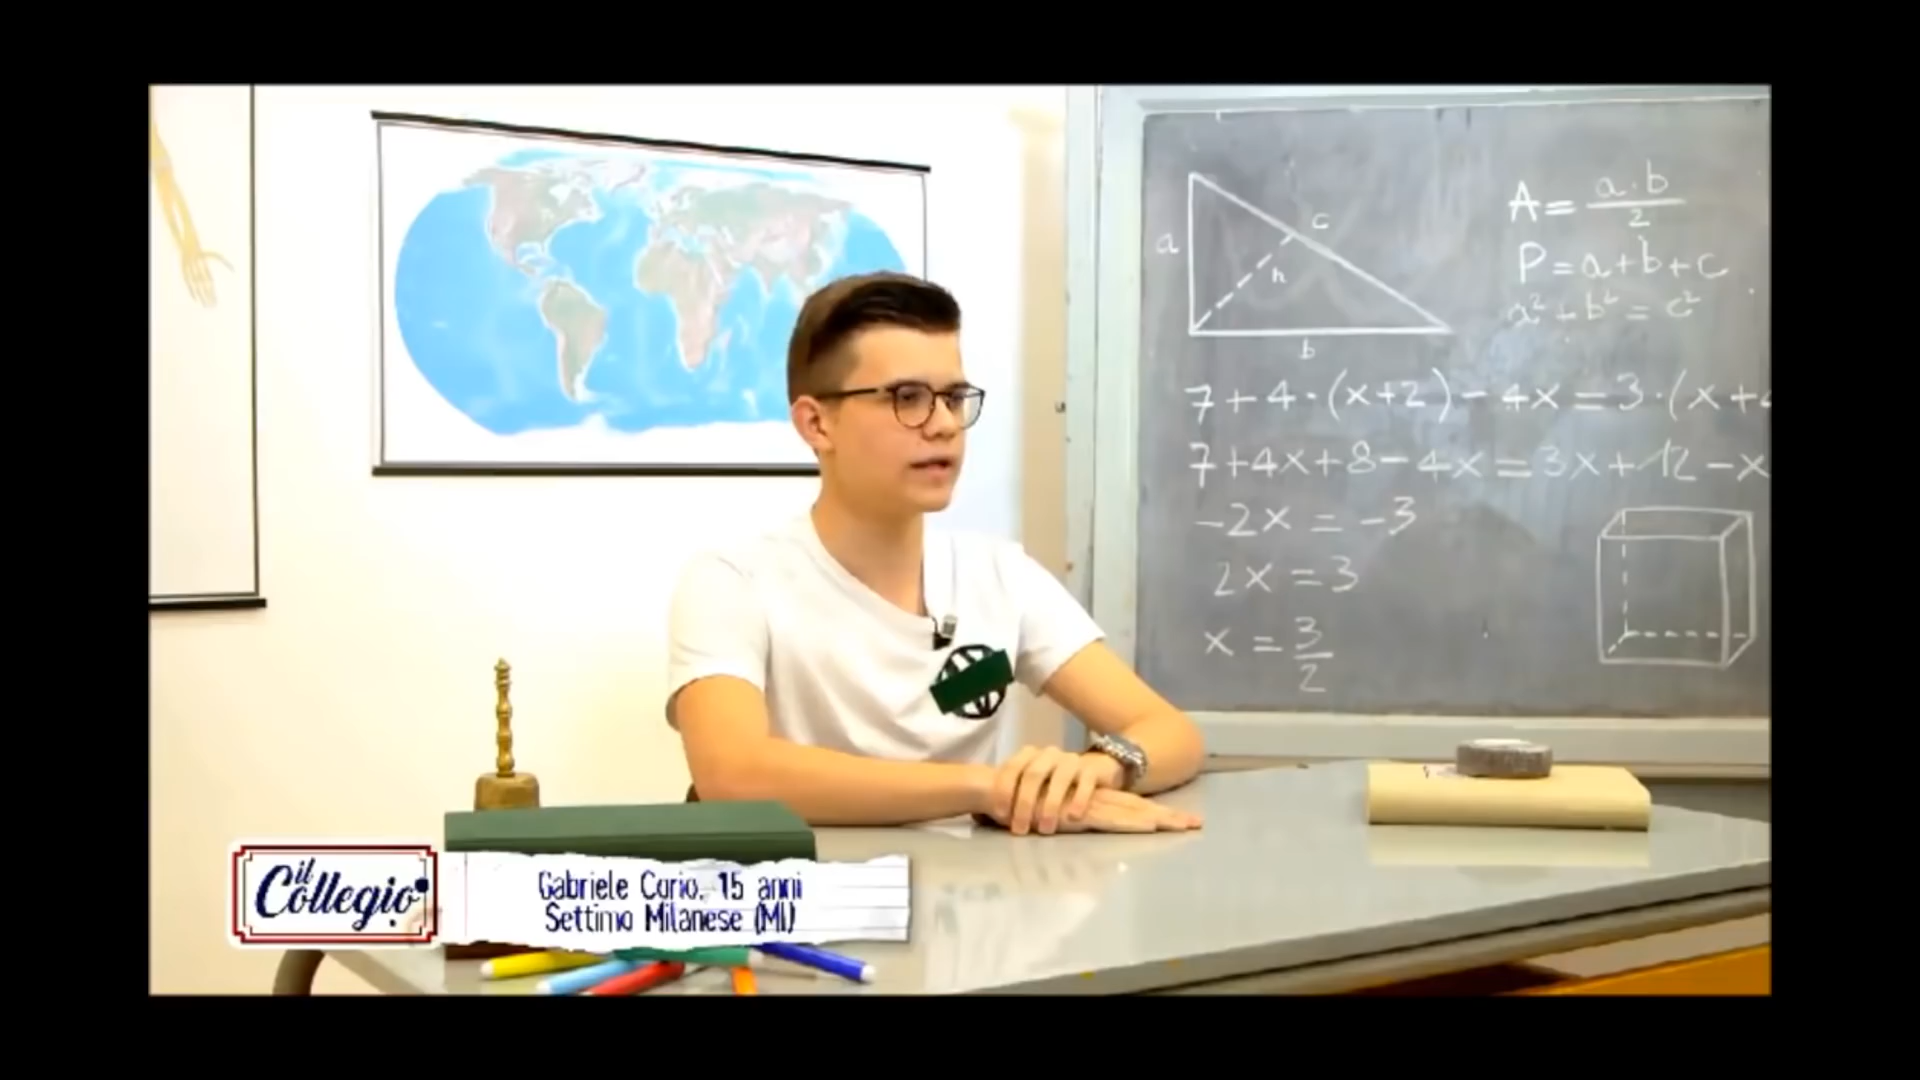 a
c
h
b
A = a·b/2
P = a+b+c
a² + b² = c²
7+4·(x+2)-4x=3·(x+
7+4x+8-4x=3x+12-x
-2x = -3
2x = 3
x = 3/2
il
Collegio
Gabriele Curio, 15 anni
Settimo Milanese (MI)